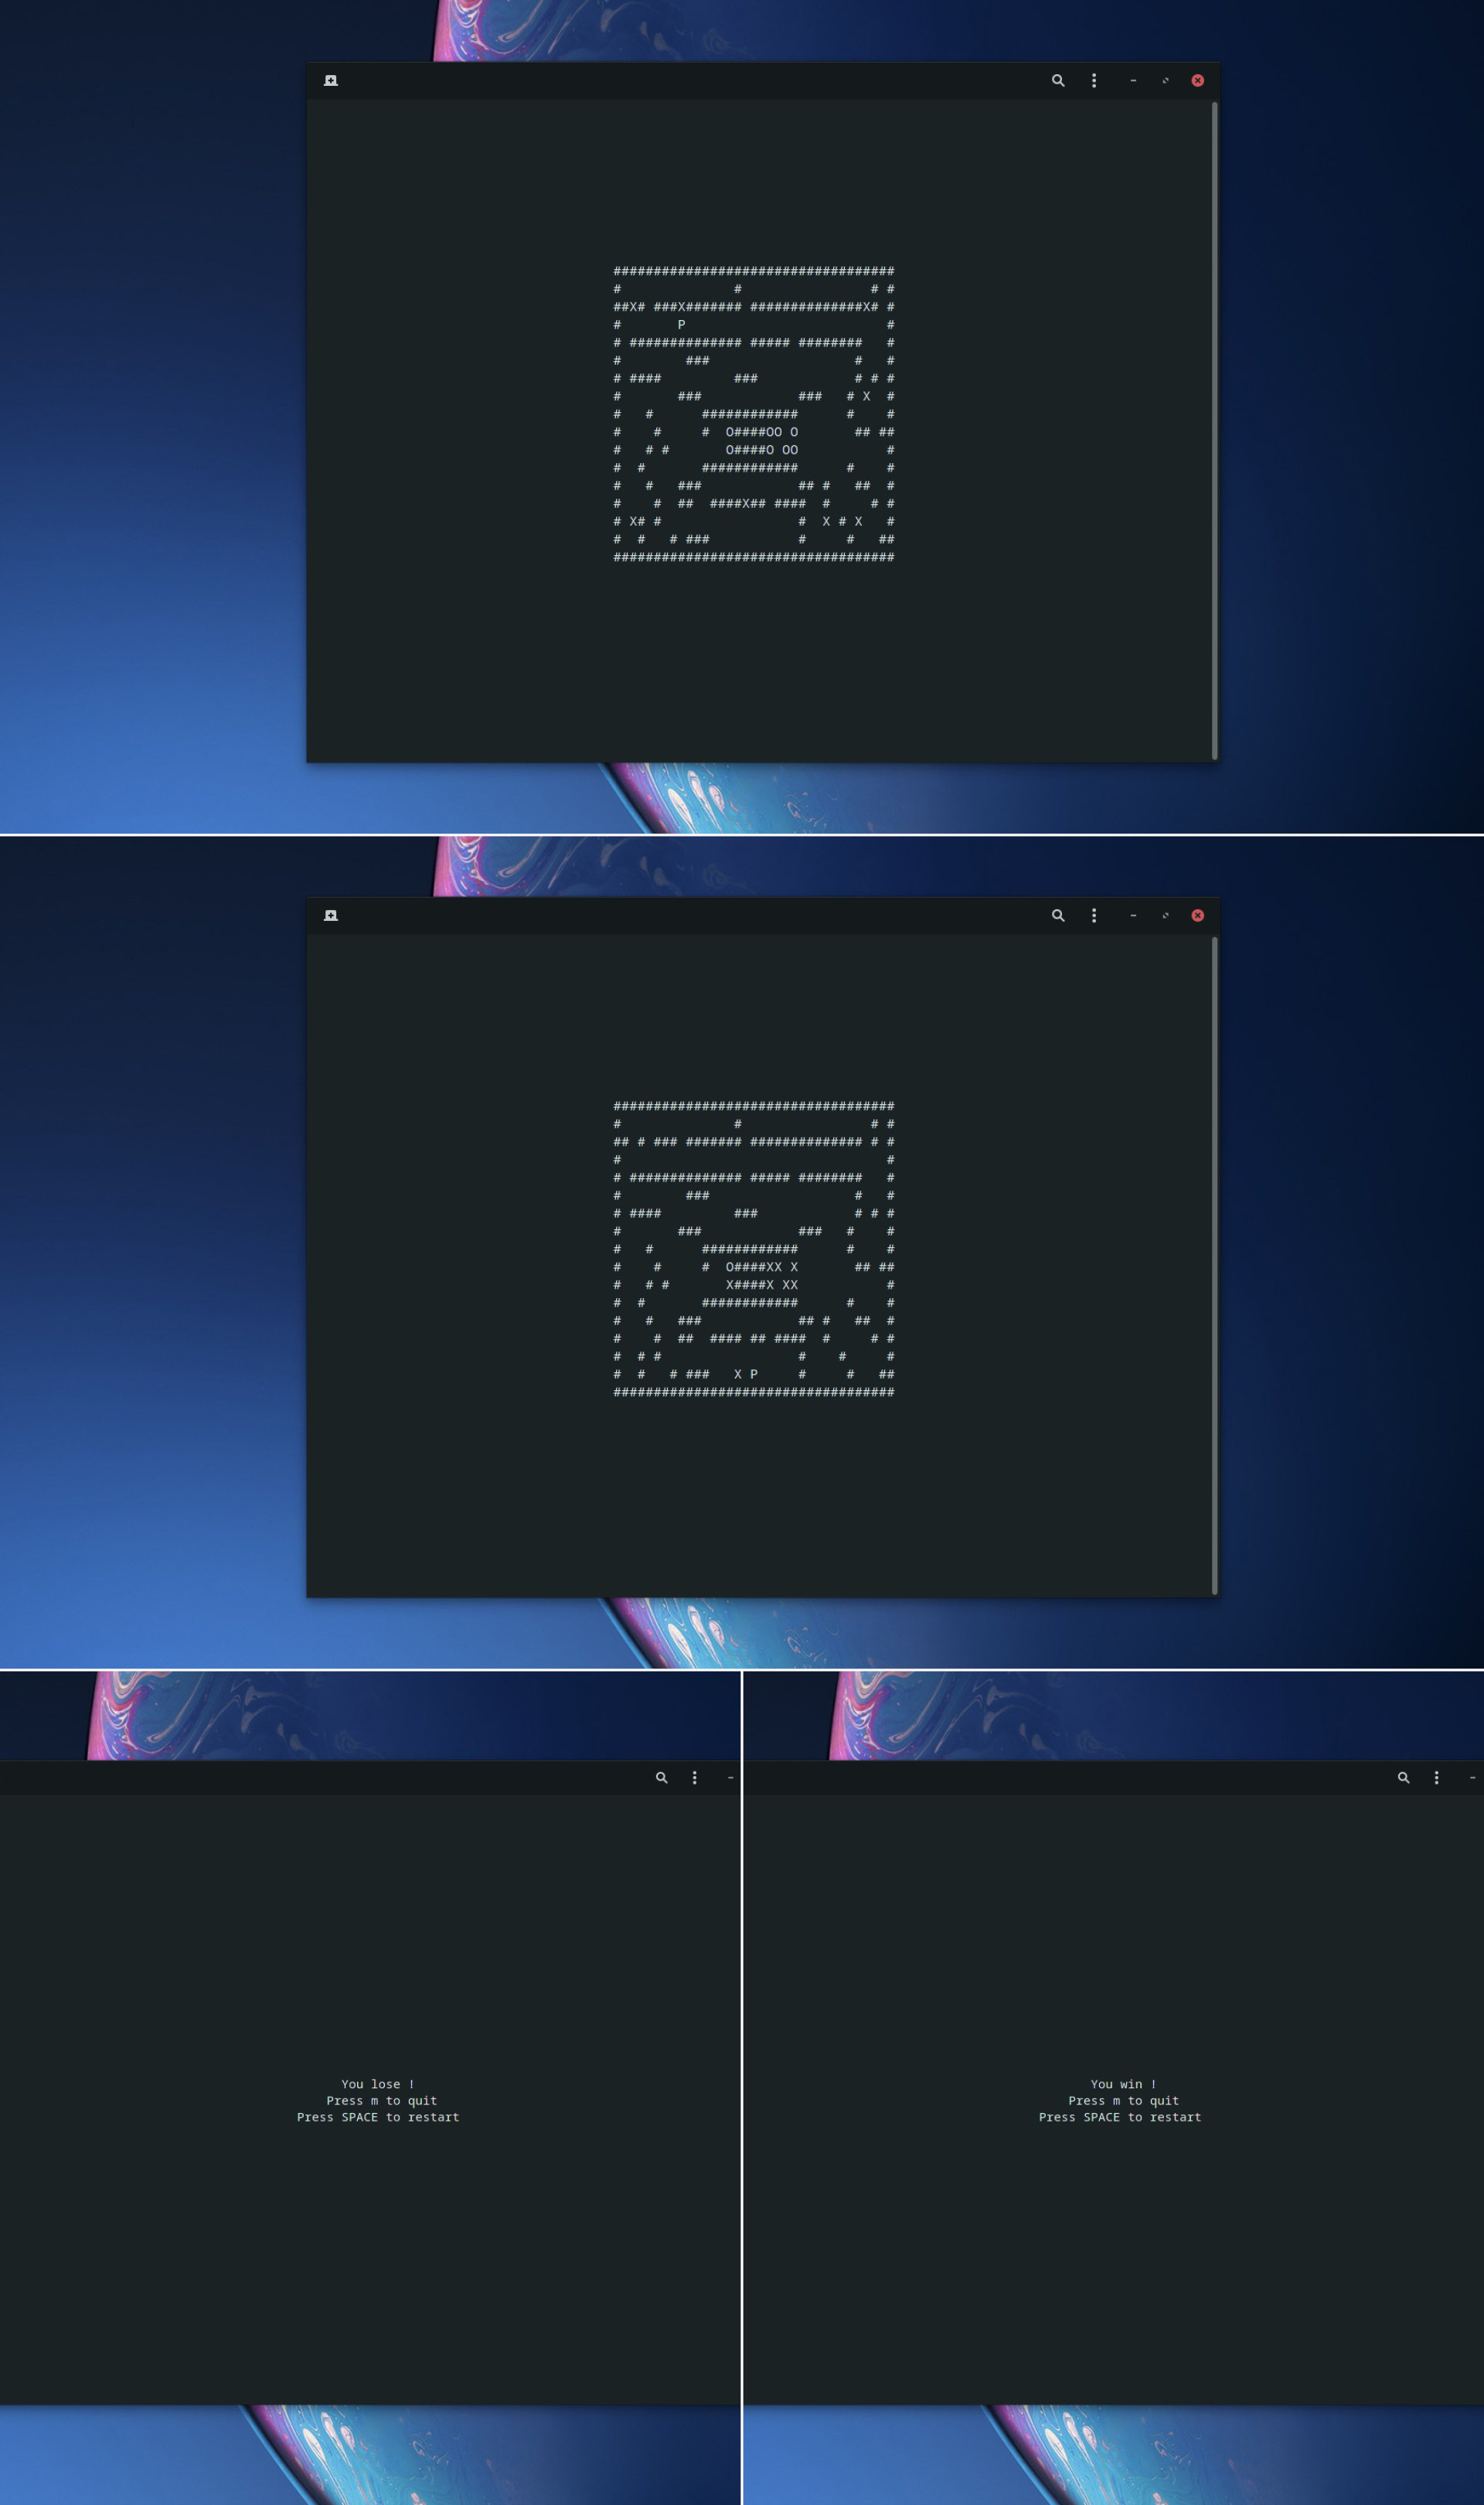 ###################################
#              #                # #
##X# ###X####### ##############X# #
#       P                         #
# ############## ##### ########   #
#        ###                  #   #
# ####         ###            # # #
#       ###            ###   # X  #
#   #      ############      #    #
#    #     #  O####OO O       ## ##
#   # #       O####O OO           #
#  #       ############      #    #
#   #   ###            ## #   ##  #
#    #  ##  ####X## ####  #     # #
# X# #                 #  X # X   #
#  #   # ###           #     #   ##
###################################
###################################
#              #                # #
## # ### ####### ############## # #
#                                 #
# ############## ##### ########   #
#        ###                  #   #
# ####         ###            # # #
#       ###            ###   #    #
#   #      ############      #    #
#    #     #  O####XX X       ## ##
#   # #       X####X XX           #
#  #       ############      #    #
#   #   ###            ## #   ##  #
#    #  ##  #### ## ####  #     # #
#  # #                 #    #     #
#  #   # ###   X P     #     #   ##
###################################
You lose !
Press m to quit
Press SPACE to restart
You win !
Press m to quit
Press SPACE to restart